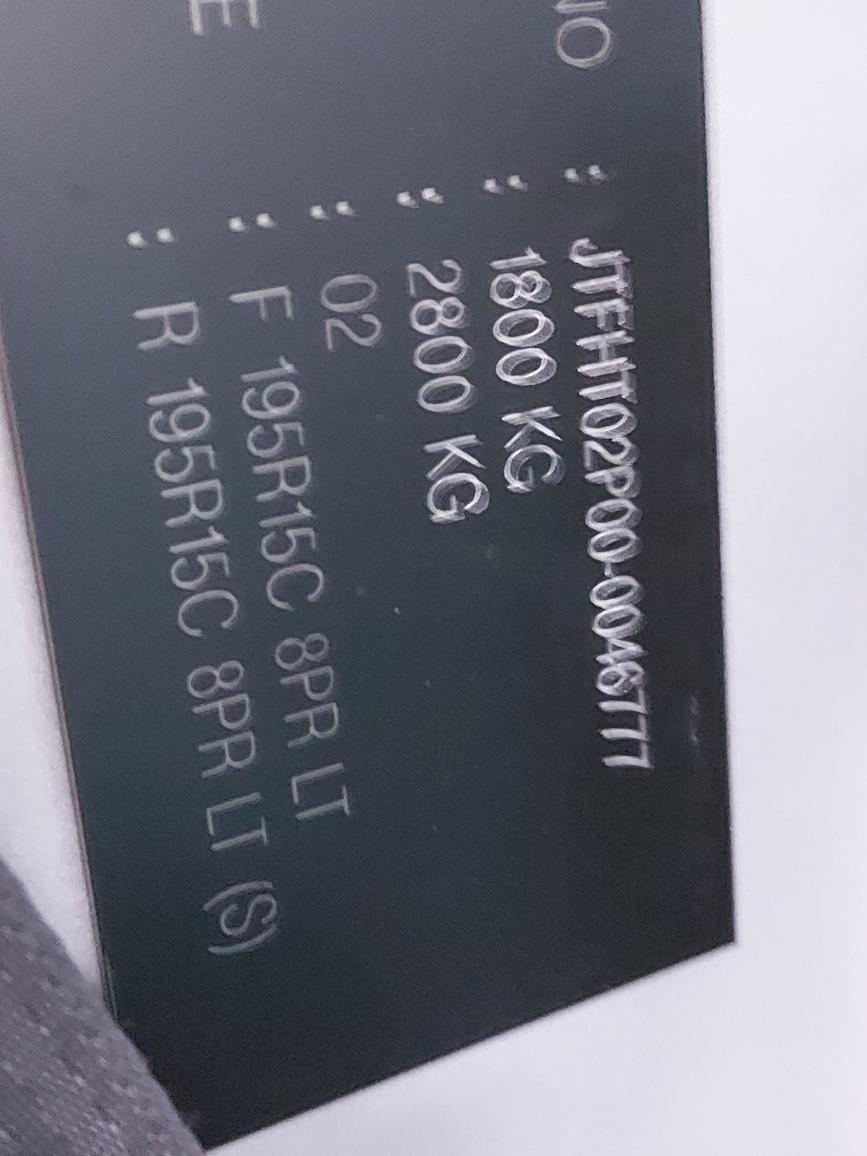 NO : JTFHT02P00-0046777
: 1800 KG
: 2800 KG
: 02
: F 195R15C 8PR LT
E : R 195R15C 8PR LT (S)